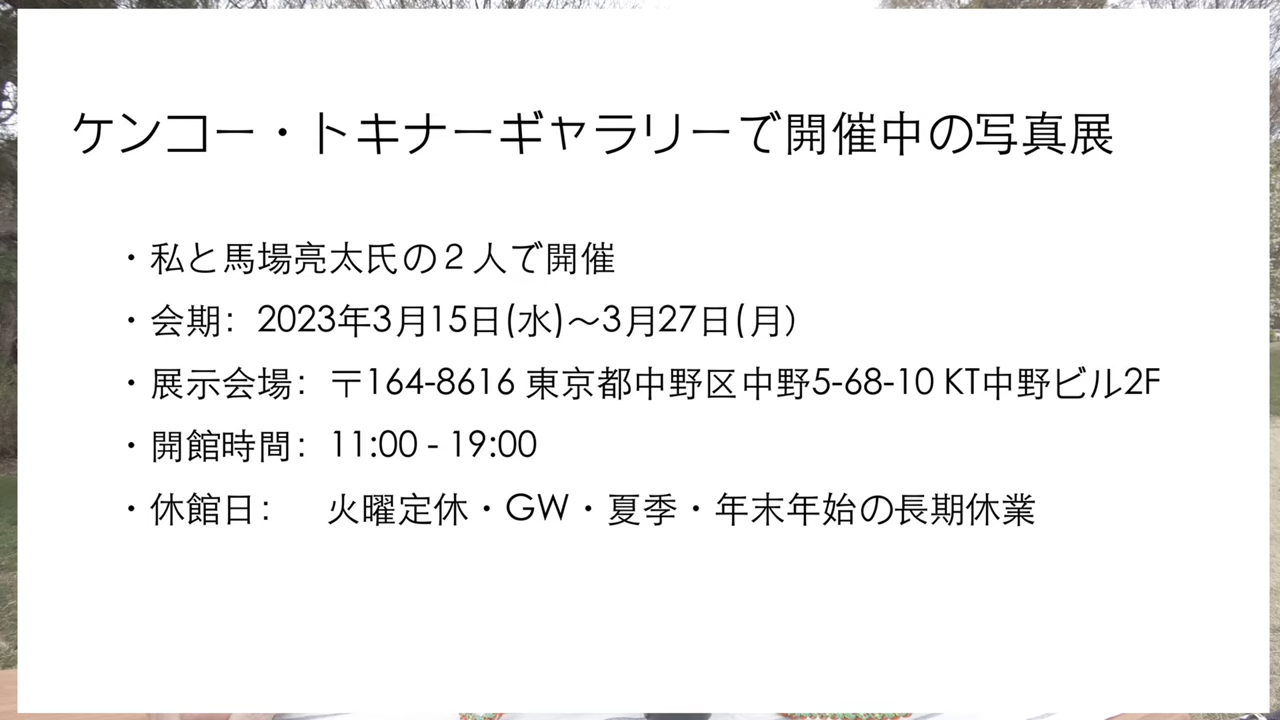 ケンコー・トキナーギャラリーで開催中の写真展
・私と馬場亮太氏の２人で開催
・会期：2023年3月15日(水)～3月27日(月）
・展示会場：〒164-8616 東京都中野区中野5-68-10 KT中野ビル2F
・開館時間：11:00 - 19:00
・休館日：　火曜定休・GW・夏季・年末年始の長期休業